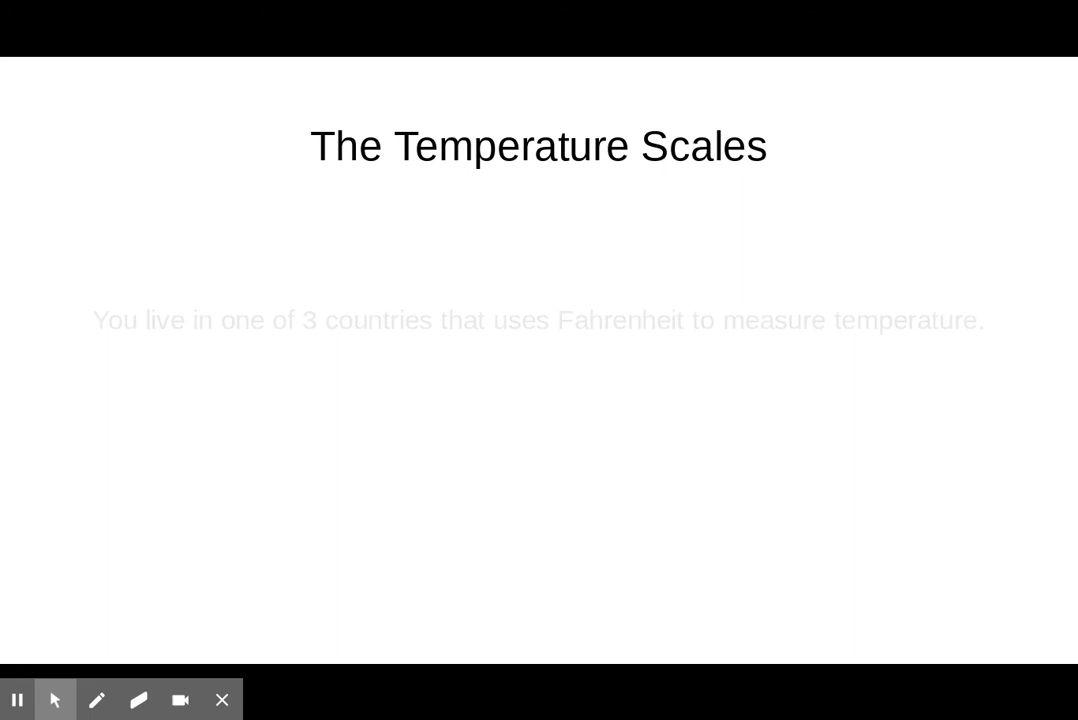 The Temperature Scales
You live in one of 3 countries that uses Fahrenheit to measure temperature.